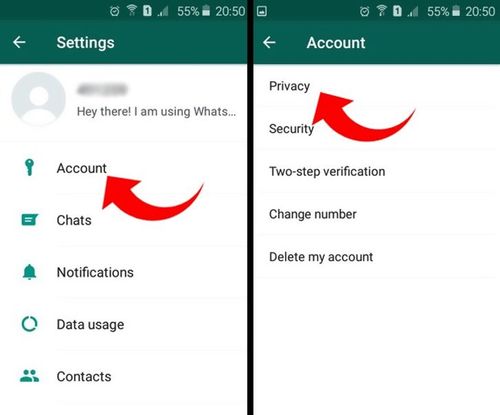 55% 20:50
Settings
Hey there! I am using Whats...
Account
Chats
Notifications
Data usage
Contacts
55% 20:50
Account
Privacy
Security
Two-step verification
Change number
Delete my account